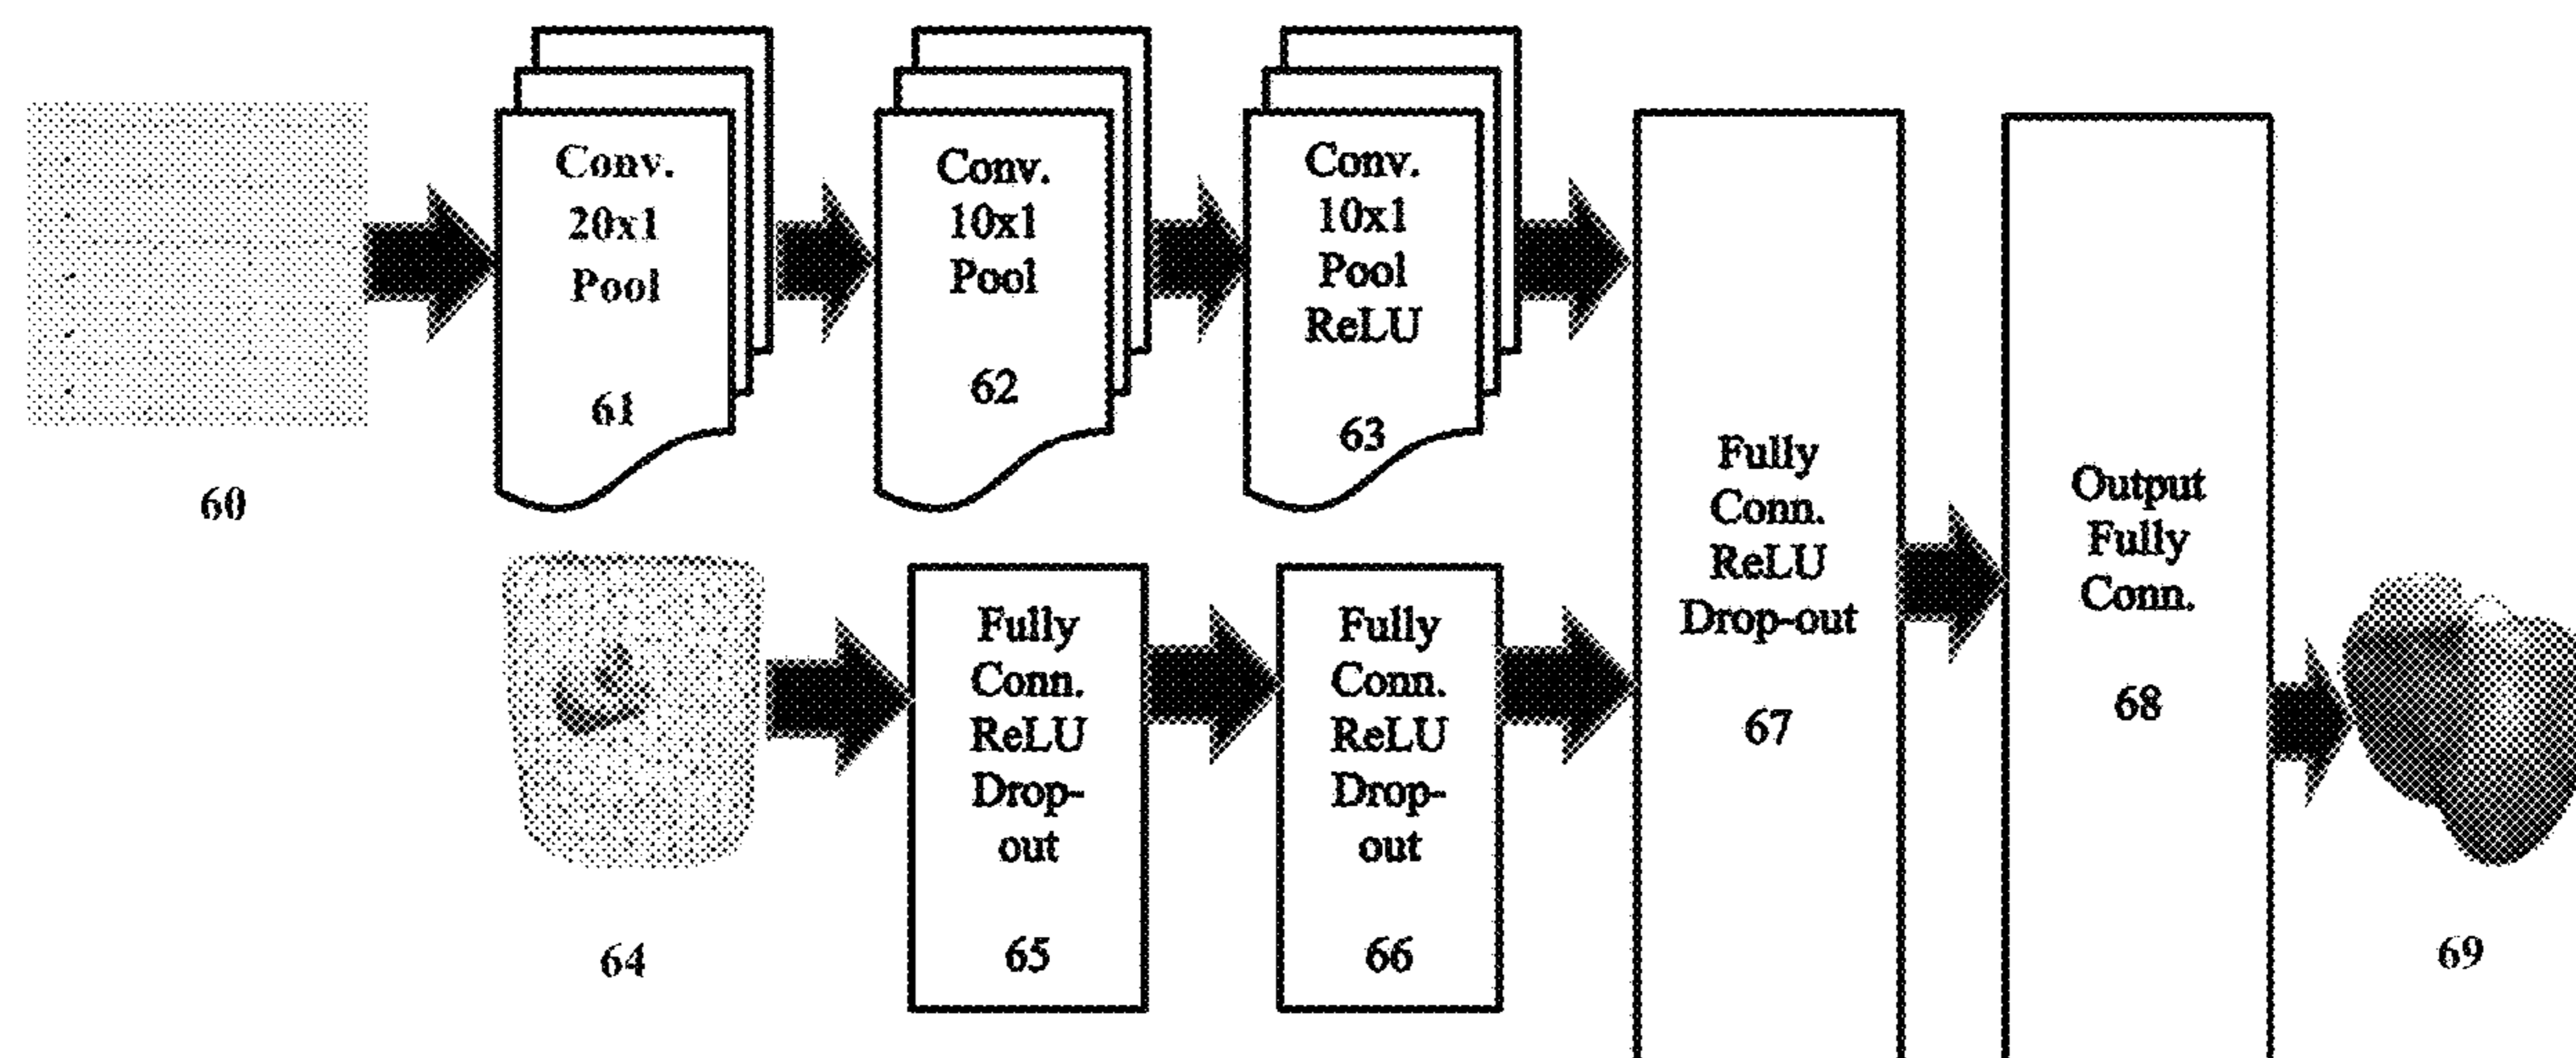 60
Conv.
20x1
Pool
61
Conv.
10x1
Pool
62
Conv.
10x1
Pool
ReLU
63
64
Fully
Conn.
ReLU
Drop-
out
65
Fully
Conn.
ReLU
Drop-
out
66
Fully
Conn.
ReLU
Drop-out
67
Output
Fully
Conn.
68
69